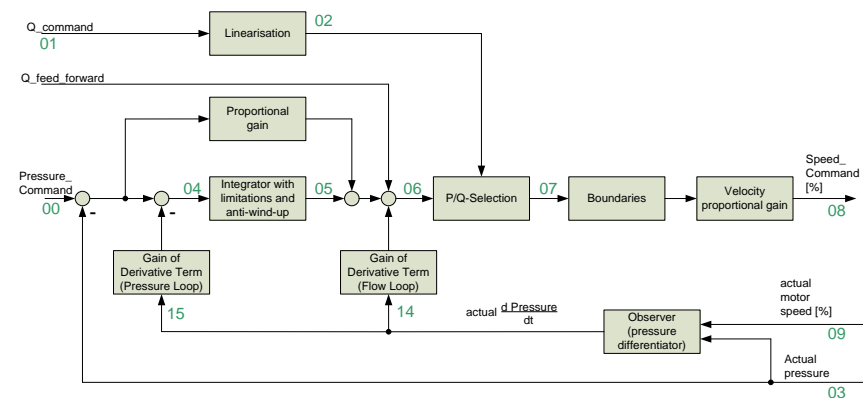 Q_command
01
Linearisation
02
Q_feed_forward
Proportional
gain
Pressure_
Command
00
-
-
04
Integrator with
limitations and
anti-wind-up
05
06
P/Q-Selection
07
Boundaries
Velocity
proportional gain
Speed_
Command
[%]
08
Gain of
Derivative Term
(Pressure Loop)
15
Gain of
Derivative Term
(Flow Loop)
14
actual d Pressure
dt
Observer
(pressure
differentiator)
actual
motor
speed [%]
09
Actual
pressure
03